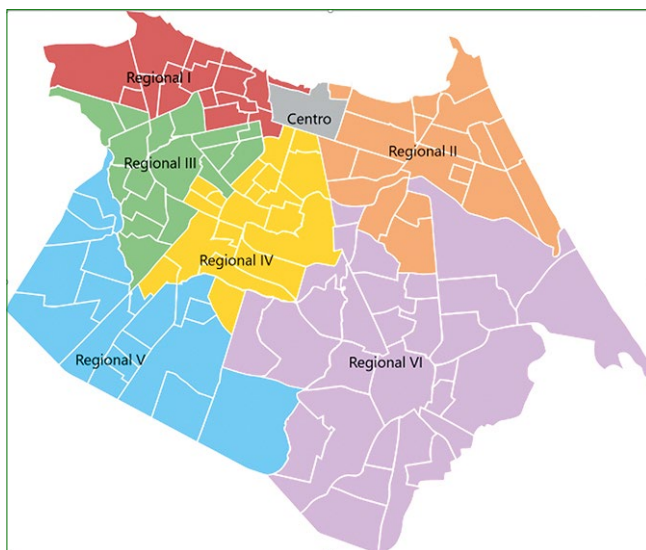 Regional I
Centro
Regional II
Regional III
Regional IV
Regional V
Regional VI